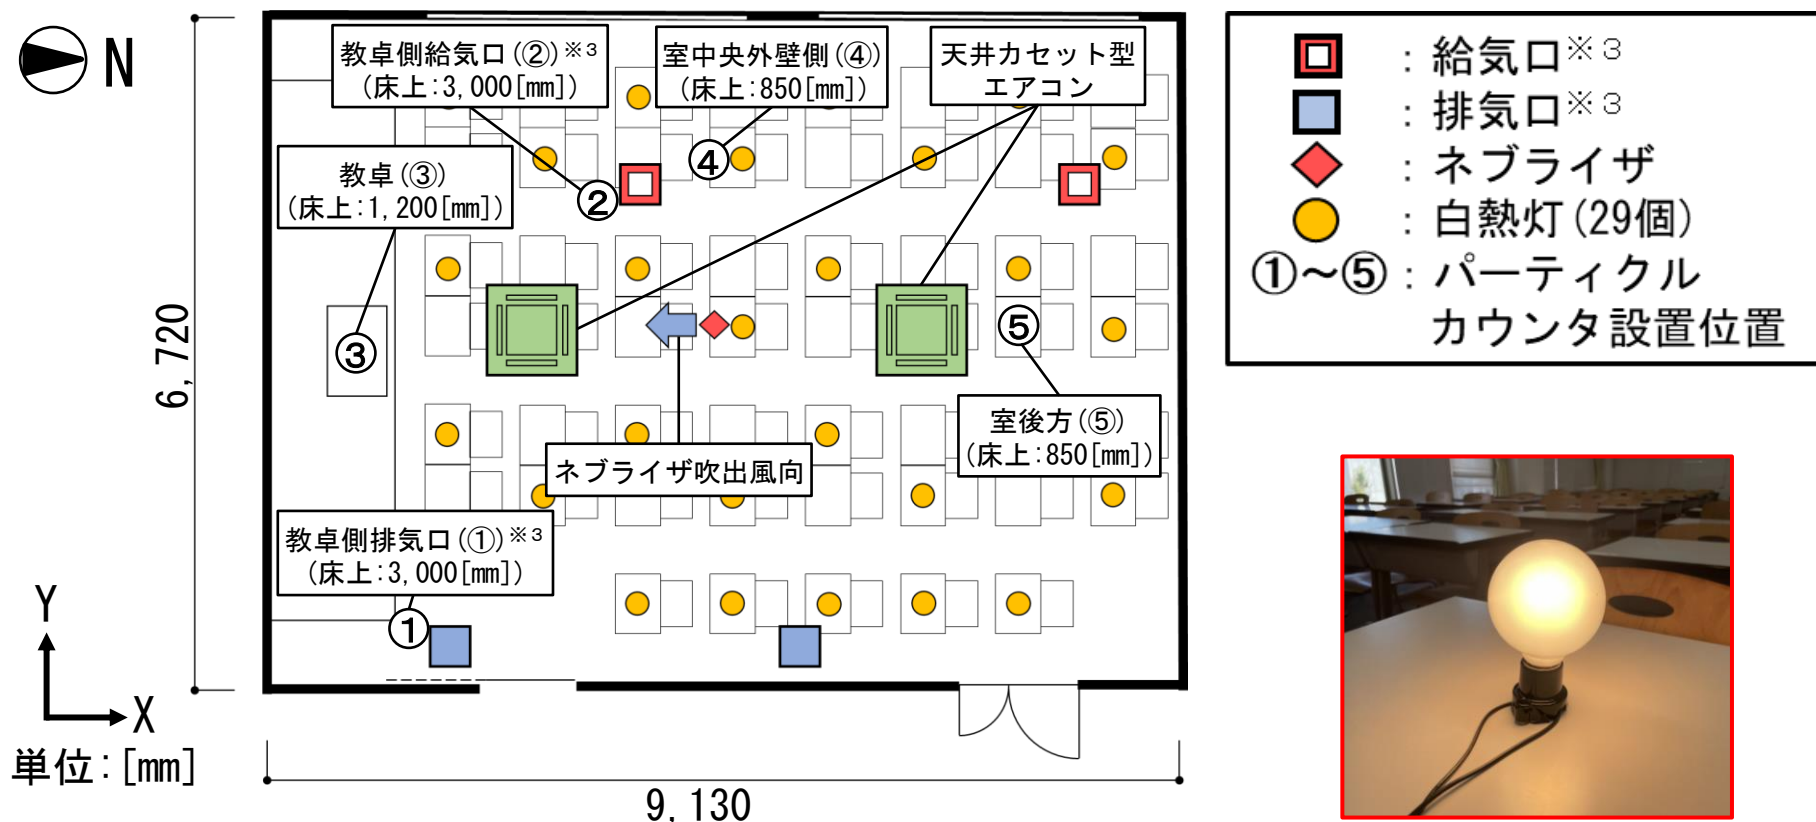 N
教卓側給気口(②)※3
(床上:3,000[mm])
室中央外壁側(④)
(床上:850[mm])
天井カセット型
エアコン
教卓(③)
(床上:1,200[mm])
④
②
③
⑤
ネブライザ吹出風向
室後方(⑤)
(床上:850[mm])
教卓側排気口(①)※3
(床上:3,000[mm])
①
6,720
9,130
Y
X
単位:[mm]
:給気口※3
:排気口※3
:ネブライザ
:白熱灯(29個)
①~⑤:パーティクル
カウンタ設置位置